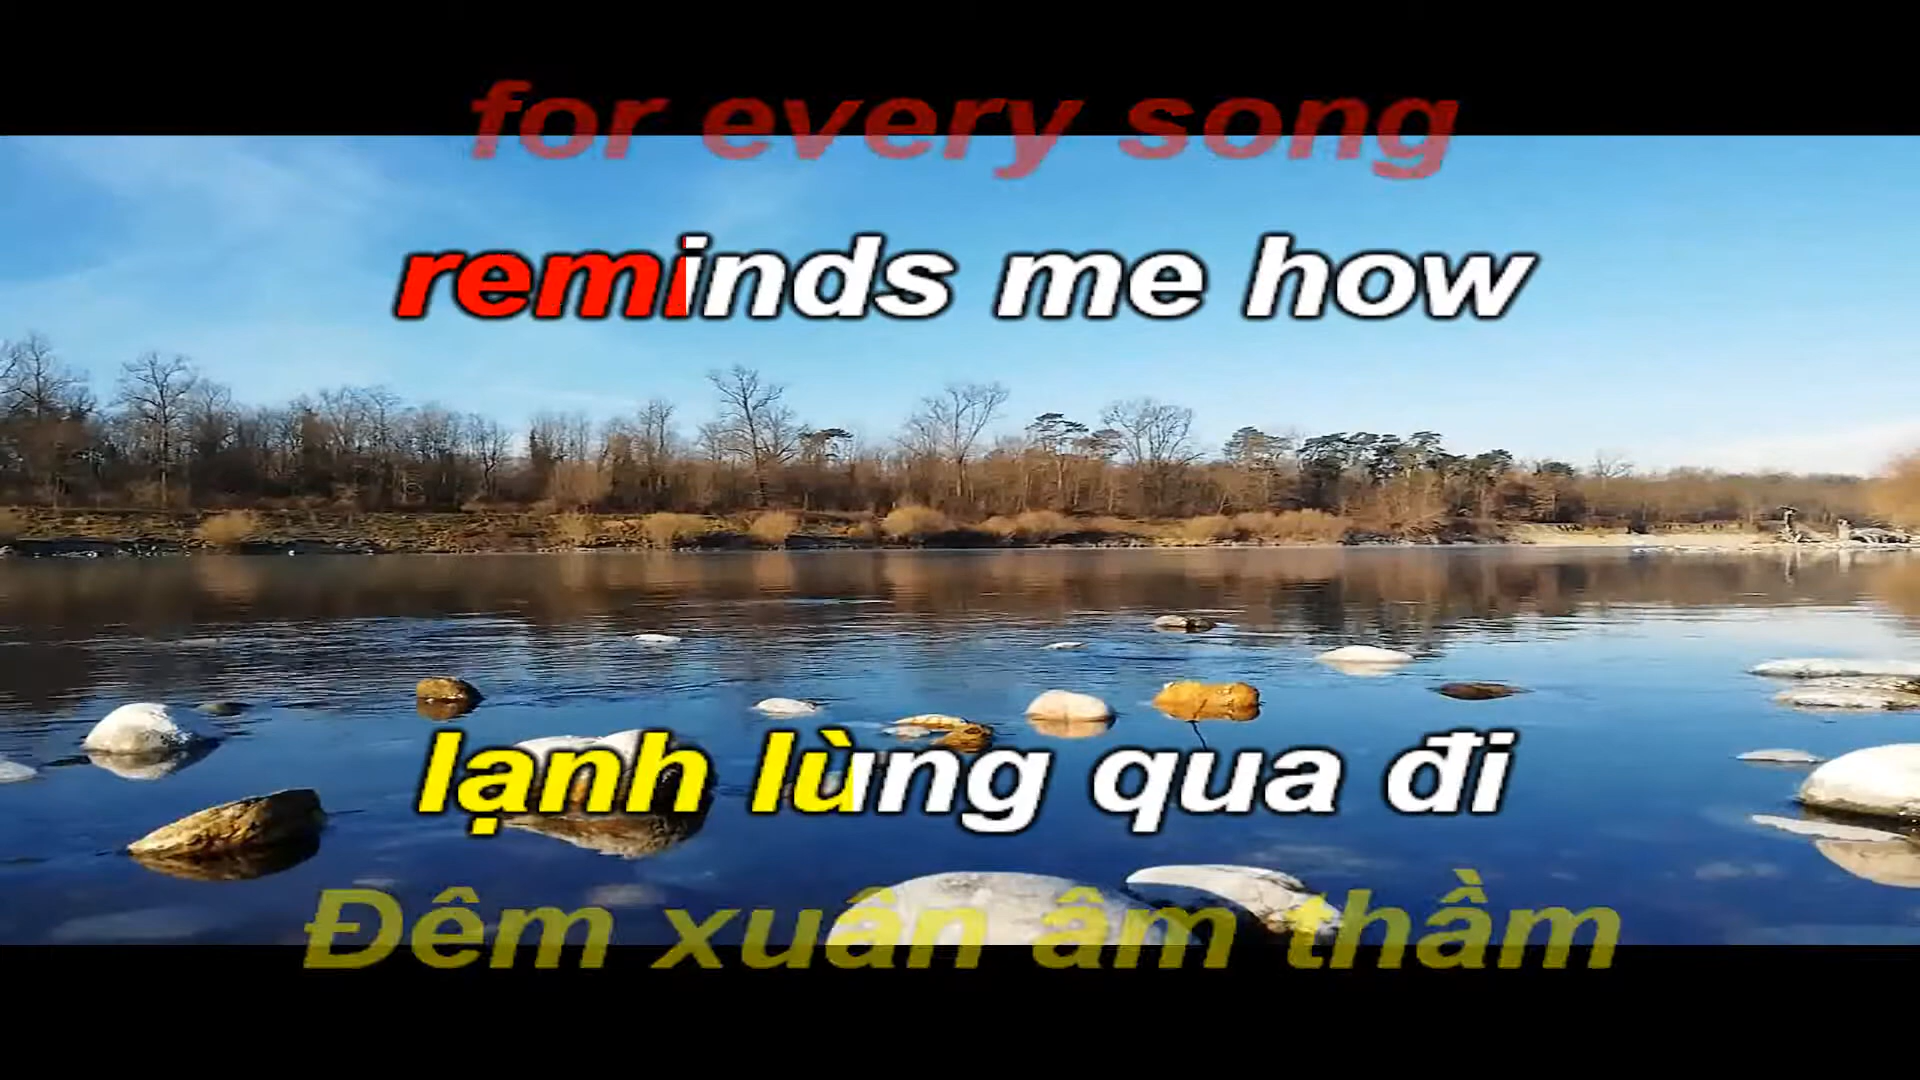 for every song
reminds me how
lạnh lùng qua đi
Đêm xuân âm thầm